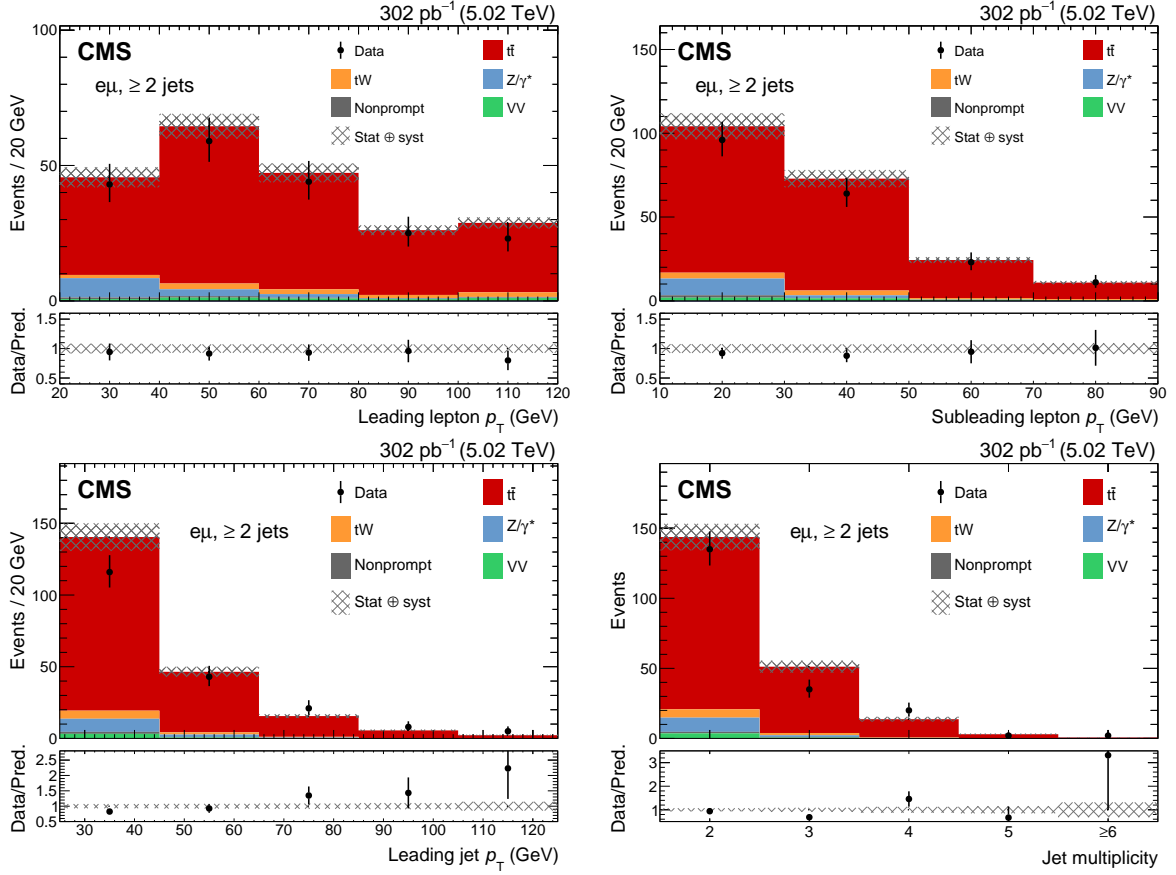 302 pb⁻¹ (5.02 TeV)
CMS
eμ, ≥ 2 jets
Data
tt̄
tW
Z/γ*
Nonprompt
VV
Stat ⊕ syst
Events / 20 GeV
100
50
0
Data/Pred.
1.5
1
0.5
20 30 40 50 60 70 80 90 100 110 120
Leading lepton p_T (GeV)
302 pb⁻¹ (5.02 TeV)
CMS
eμ, ≥ 2 jets
Data
tt̄
tW
Z/γ*
Nonprompt
VV
Stat ⊕ syst
Events / 20 GeV
150
100
50
0
Data/Pred.
1.5
1
0.5
10 20 30 40 50 60 70 80 90
Subleading lepton p_T (GeV)
302 pb⁻¹ (5.02 TeV)
CMS
eμ, ≥ 2 jets
Data
tt̄
tW
Z/γ*
Nonprompt
VV
Stat ⊕ syst
Events / 20 GeV
150
100
50
0
Data/Pred.
2.5
2
1.5
1
0.5
30 40 50 60 70 80 90 100 110 120
Leading jet p_T (GeV)
302 pb⁻¹ (5.02 TeV)
CMS
eμ, ≥ 2 jets
Data
tt̄
tW
Z/γ*
Nonprompt
VV
Stat ⊕ syst
Events
150
100
50
0
Data/Pred.
3
2
1
2 3 4 5 ≥6
Jet multiplicity